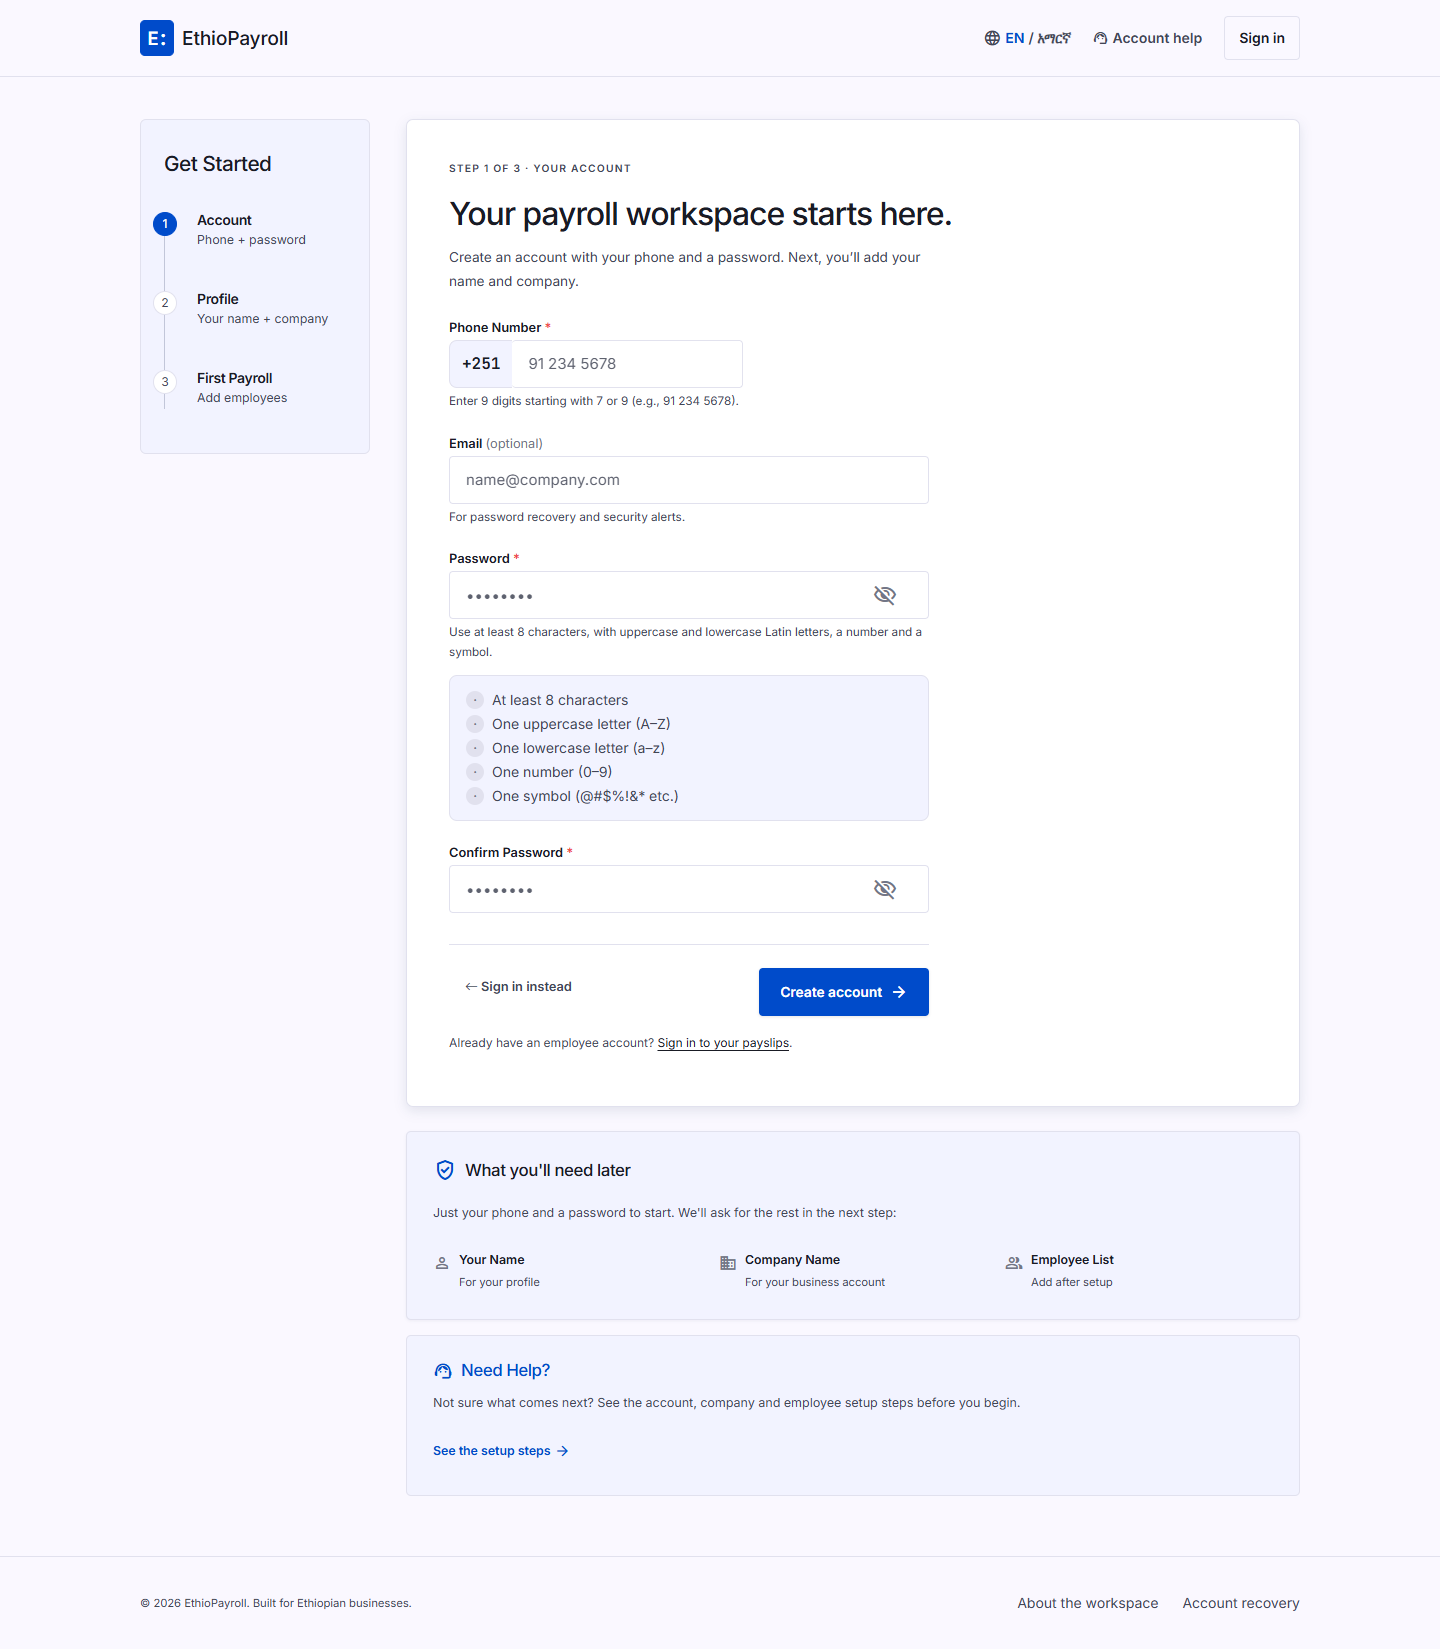 E: EthioPayroll
EN / አማርኛ
Account help
Sign in
Get Started
1
Account
Phone + password
2
Profile
Your name + company
3
First Payroll
Add employees
STEP 1 OF 3 · YOUR ACCOUNT
Your payroll workspace starts here.
Create an account with your phone and a password. Next, you’ll add your
name and company.
Phone Number *
+251
91 234 5678
Enter 9 digits starting with 7 or 9 (e.g., 91 234 5678).
Email (optional)
name@company.com
For password recovery and security alerts.
Password *
••••••••
Use at least 8 characters, with uppercase and lowercase Latin letters, a number and a
symbol.
· At least 8 characters
· One uppercase letter (A–Z)
· One lowercase letter (a–z)
· One number (0–9)
· One symbol (@#$%!&* etc.)
Confirm Password *
••••••••
← Sign in instead
Create account →
Already have an employee account? Sign in to your payslips.
What you'll need later
Just your phone and a password to start. We'll ask for the rest in the next step:
Your Name
For your profile
Company Name
For your business account
Employee List
Add after setup
Need Help?
Not sure what comes next? See the account, company and employee setup steps before you begin.
See the setup steps →
© 2026 EthioPayroll. Built for Ethiopian businesses.
About the workspace
Account recovery